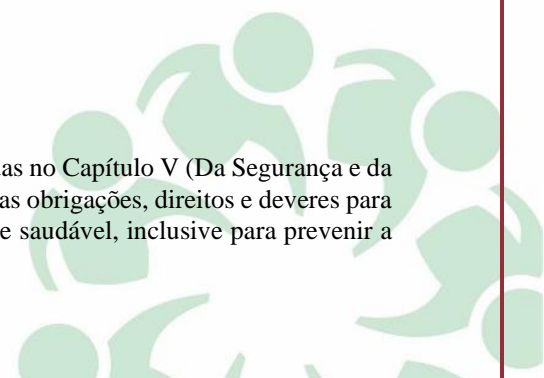 as no Capítulo V (Da Segurança e da
as obrigações, direitos e deveres para
e saudável, inclusive para prevenir a